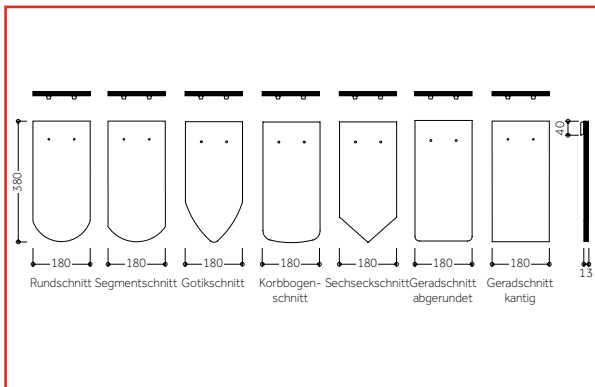 380
40
180
180
180
180
180
180
180
13
Rundschnitt
Segmentschnitt
Gotikschnitt
Korbbogen-
schnitt
Sechseckschnitt
Geradschnitt
abgerundet
Geradschnitt
kantig